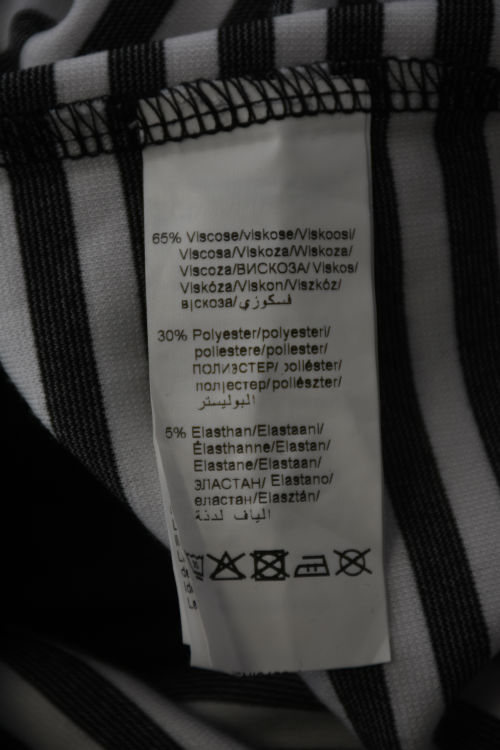 65% Viscose/viskose/Viskoosi/
Viscosa/Viskoza/Wiskoza/
Viscoza/ВИСКОЗА/ Viskos/
Viskóza/Viskon/Viszkóz/
віскоза/فسكوزي
30% Polyester/polyesteri/
poliestere/poliester/
ПОЛИЭСТЕР/ poliéster/
поліестер/poliészter/
البوليستر
5% Elasthan/Elastaani/
Élasthanne/Elastan/
Elastane/Elastaan/
ЭЛАСТАН/ Elastano/
еластан/Elasztán/
الياف لدنة